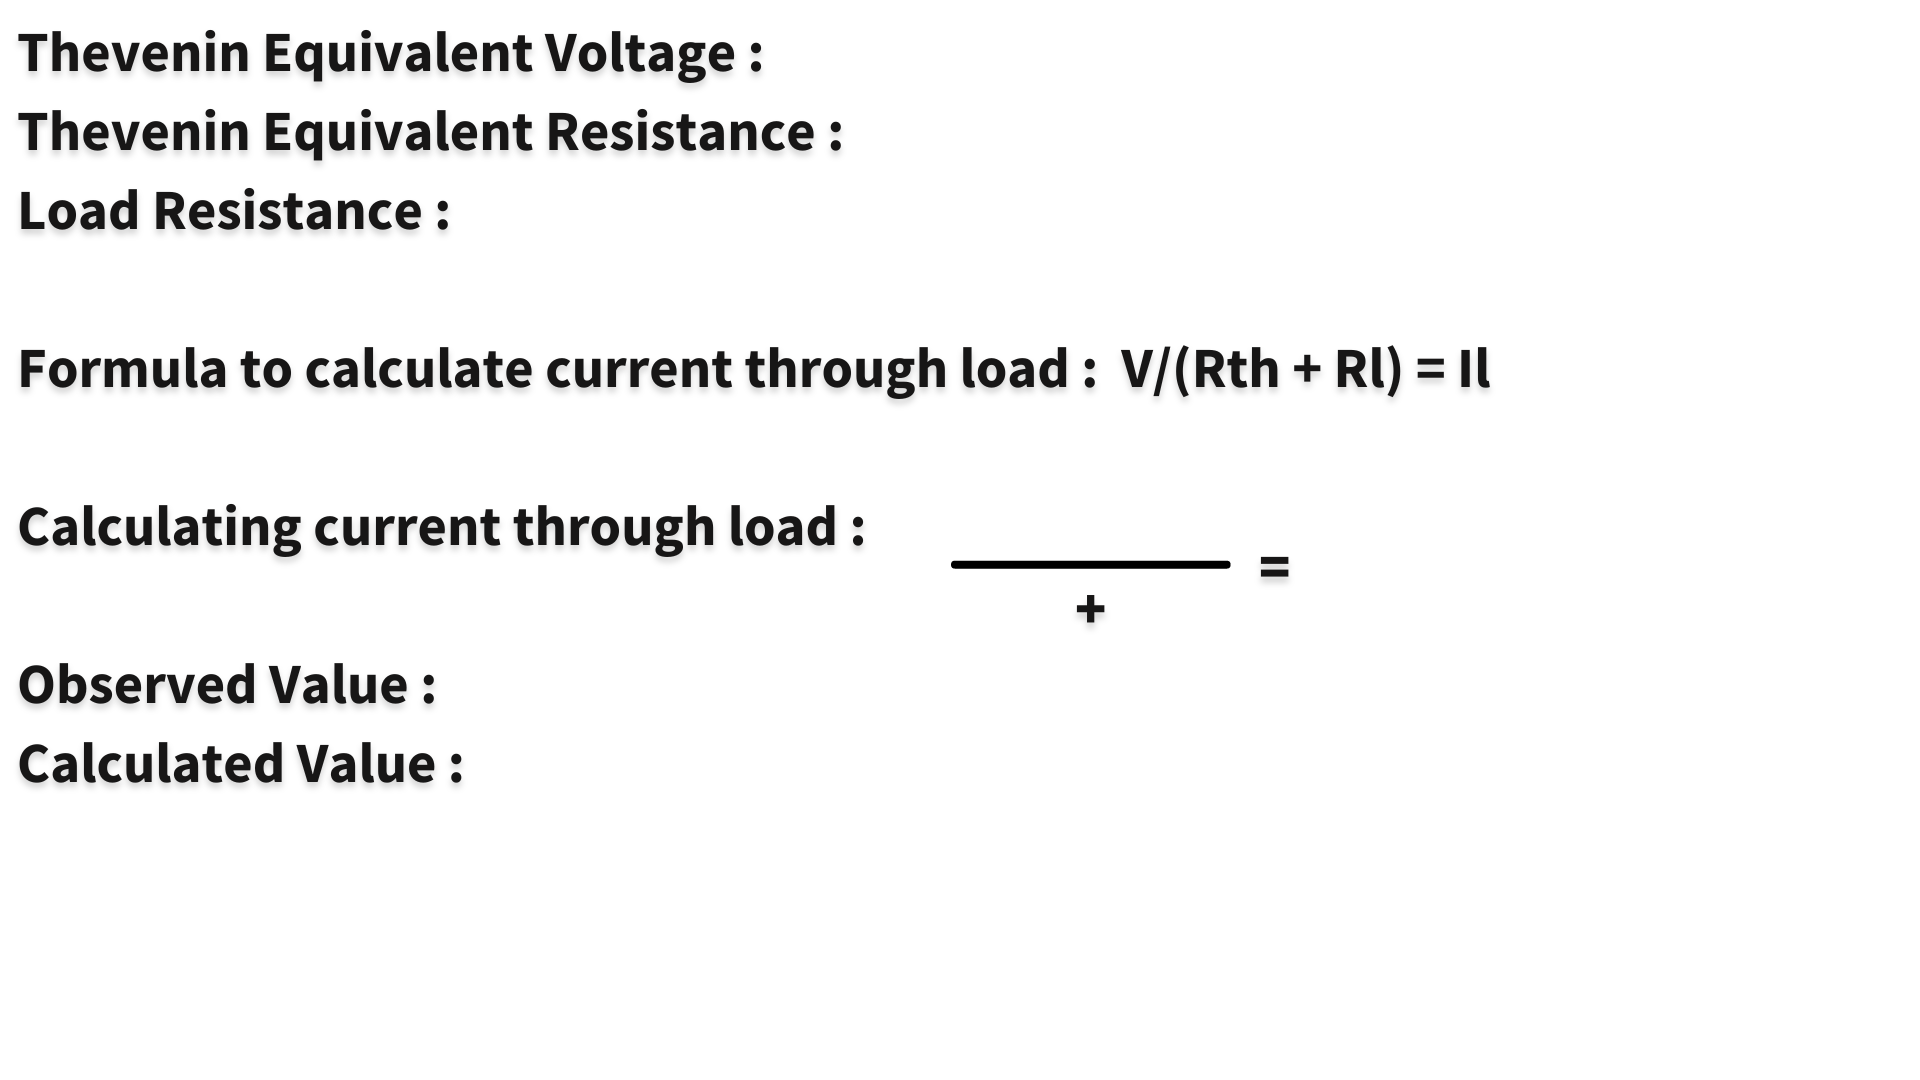 Thevenin Equivalent Voltage :
Thevenin Equivalent Resistance :
Load Resistance :
Formula to calculate current through load :  V/(Rth + Rl) = Il
Calculating current through load :
=
+
Observed Value :
Calculated Value :